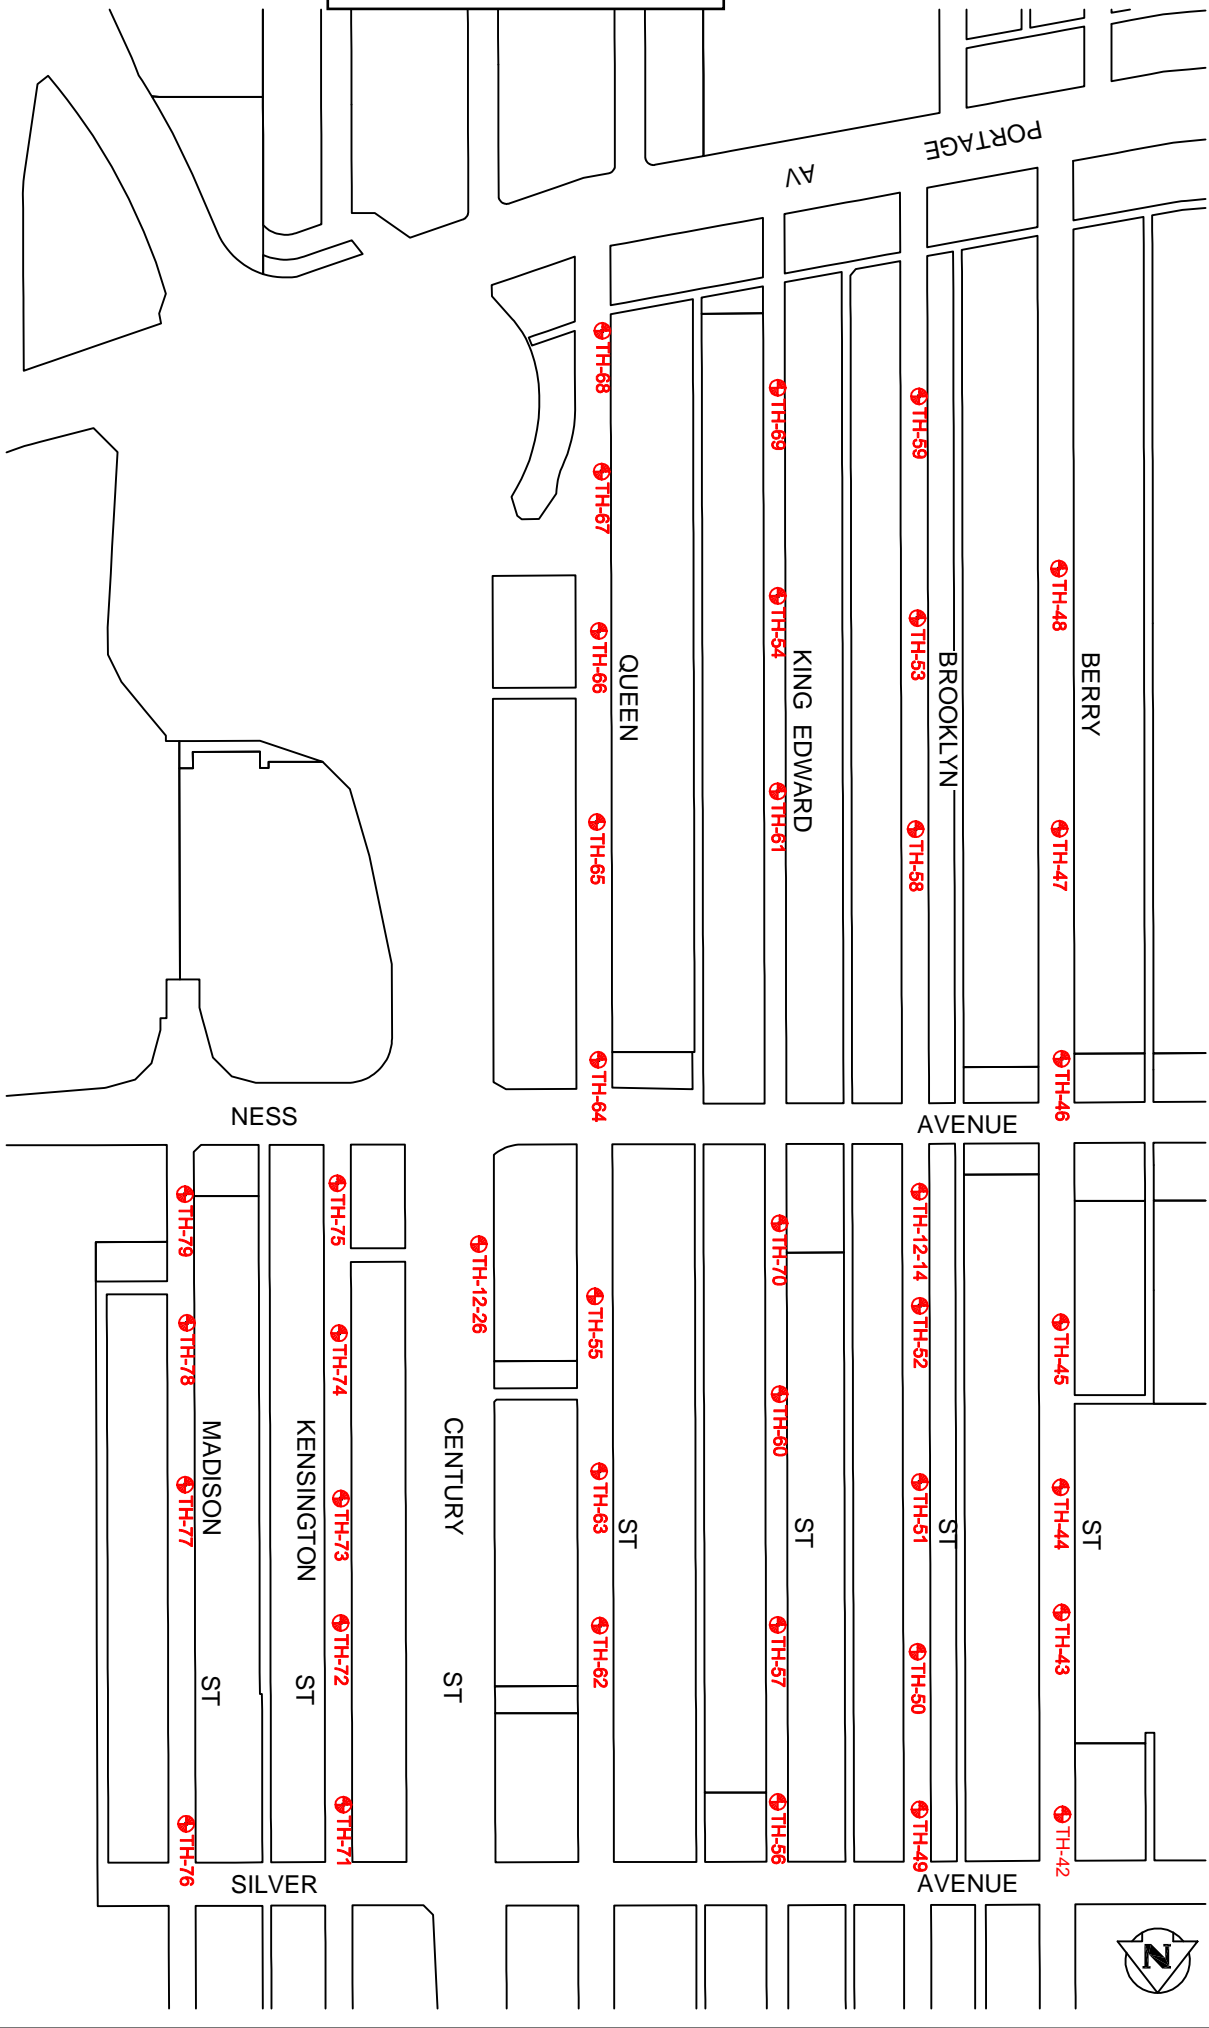 PORTAGE
AV
TH-68
TH-69
TH-59
TH-67
TH-48
TH-54
TH-53
TH-66
QUEEN
KING EDWARD
BROOKLYN
BERRY
TH-61
TH-65
TH-58
TH-47
TH-64
TH-46
NESS
AVENUE
TH-79
TH-75
TH-12-26
TH-70
TH-12-14
TH-55
TH-52
TH-45
TH-78
TH-74
TH-60
MADISON
KENSINGTON
CENTURY
TH-77
TH-73
TH-63
ST
ST
TH-51
ST
TH-44
ST
TH-72
TH-62
TH-57
TH-50
TH-43
ST
ST
ST
TH-76
TH-71
TH-56
TH-49
TH-42
SILVER
AVENUE
N